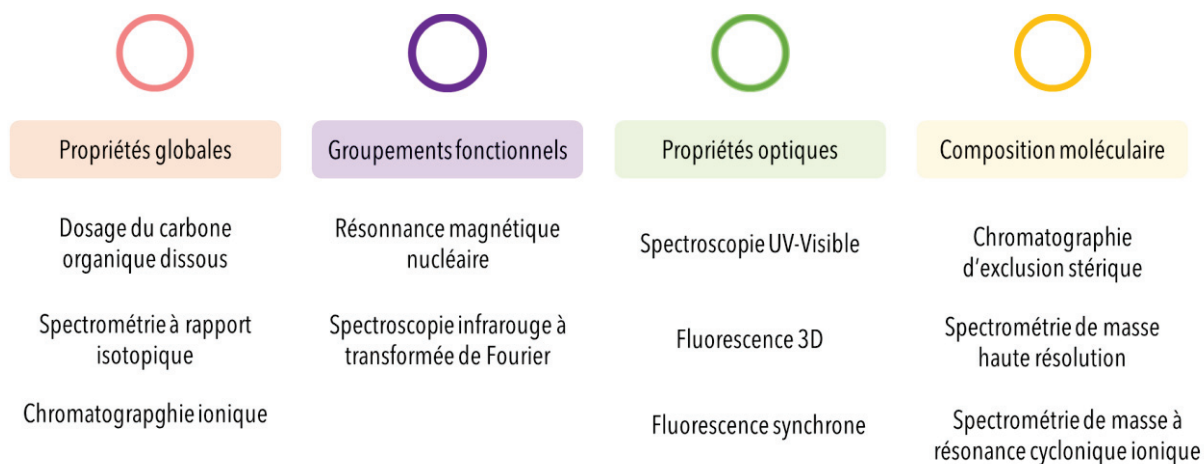 Propriétés globales
Dosage du carbone
organique dissous
Spectrométrie à rapport
isotopique
Chromatograpghie ionique
Groupements fonctionnels
Résonnance magnétique
nucléaire
Spectroscopie infrarouge à
transformée de Fourier
Propriétés optiques
Spectroscopie UV-Visible
Fluorescence 3D
Fluorescence synchrone
Composition moléculaire
Chromatographie
d'exclusion stérique
Spectrométrie de masse
haute résolution
Spectrométrie de masse à
résonance cyclonique ionique